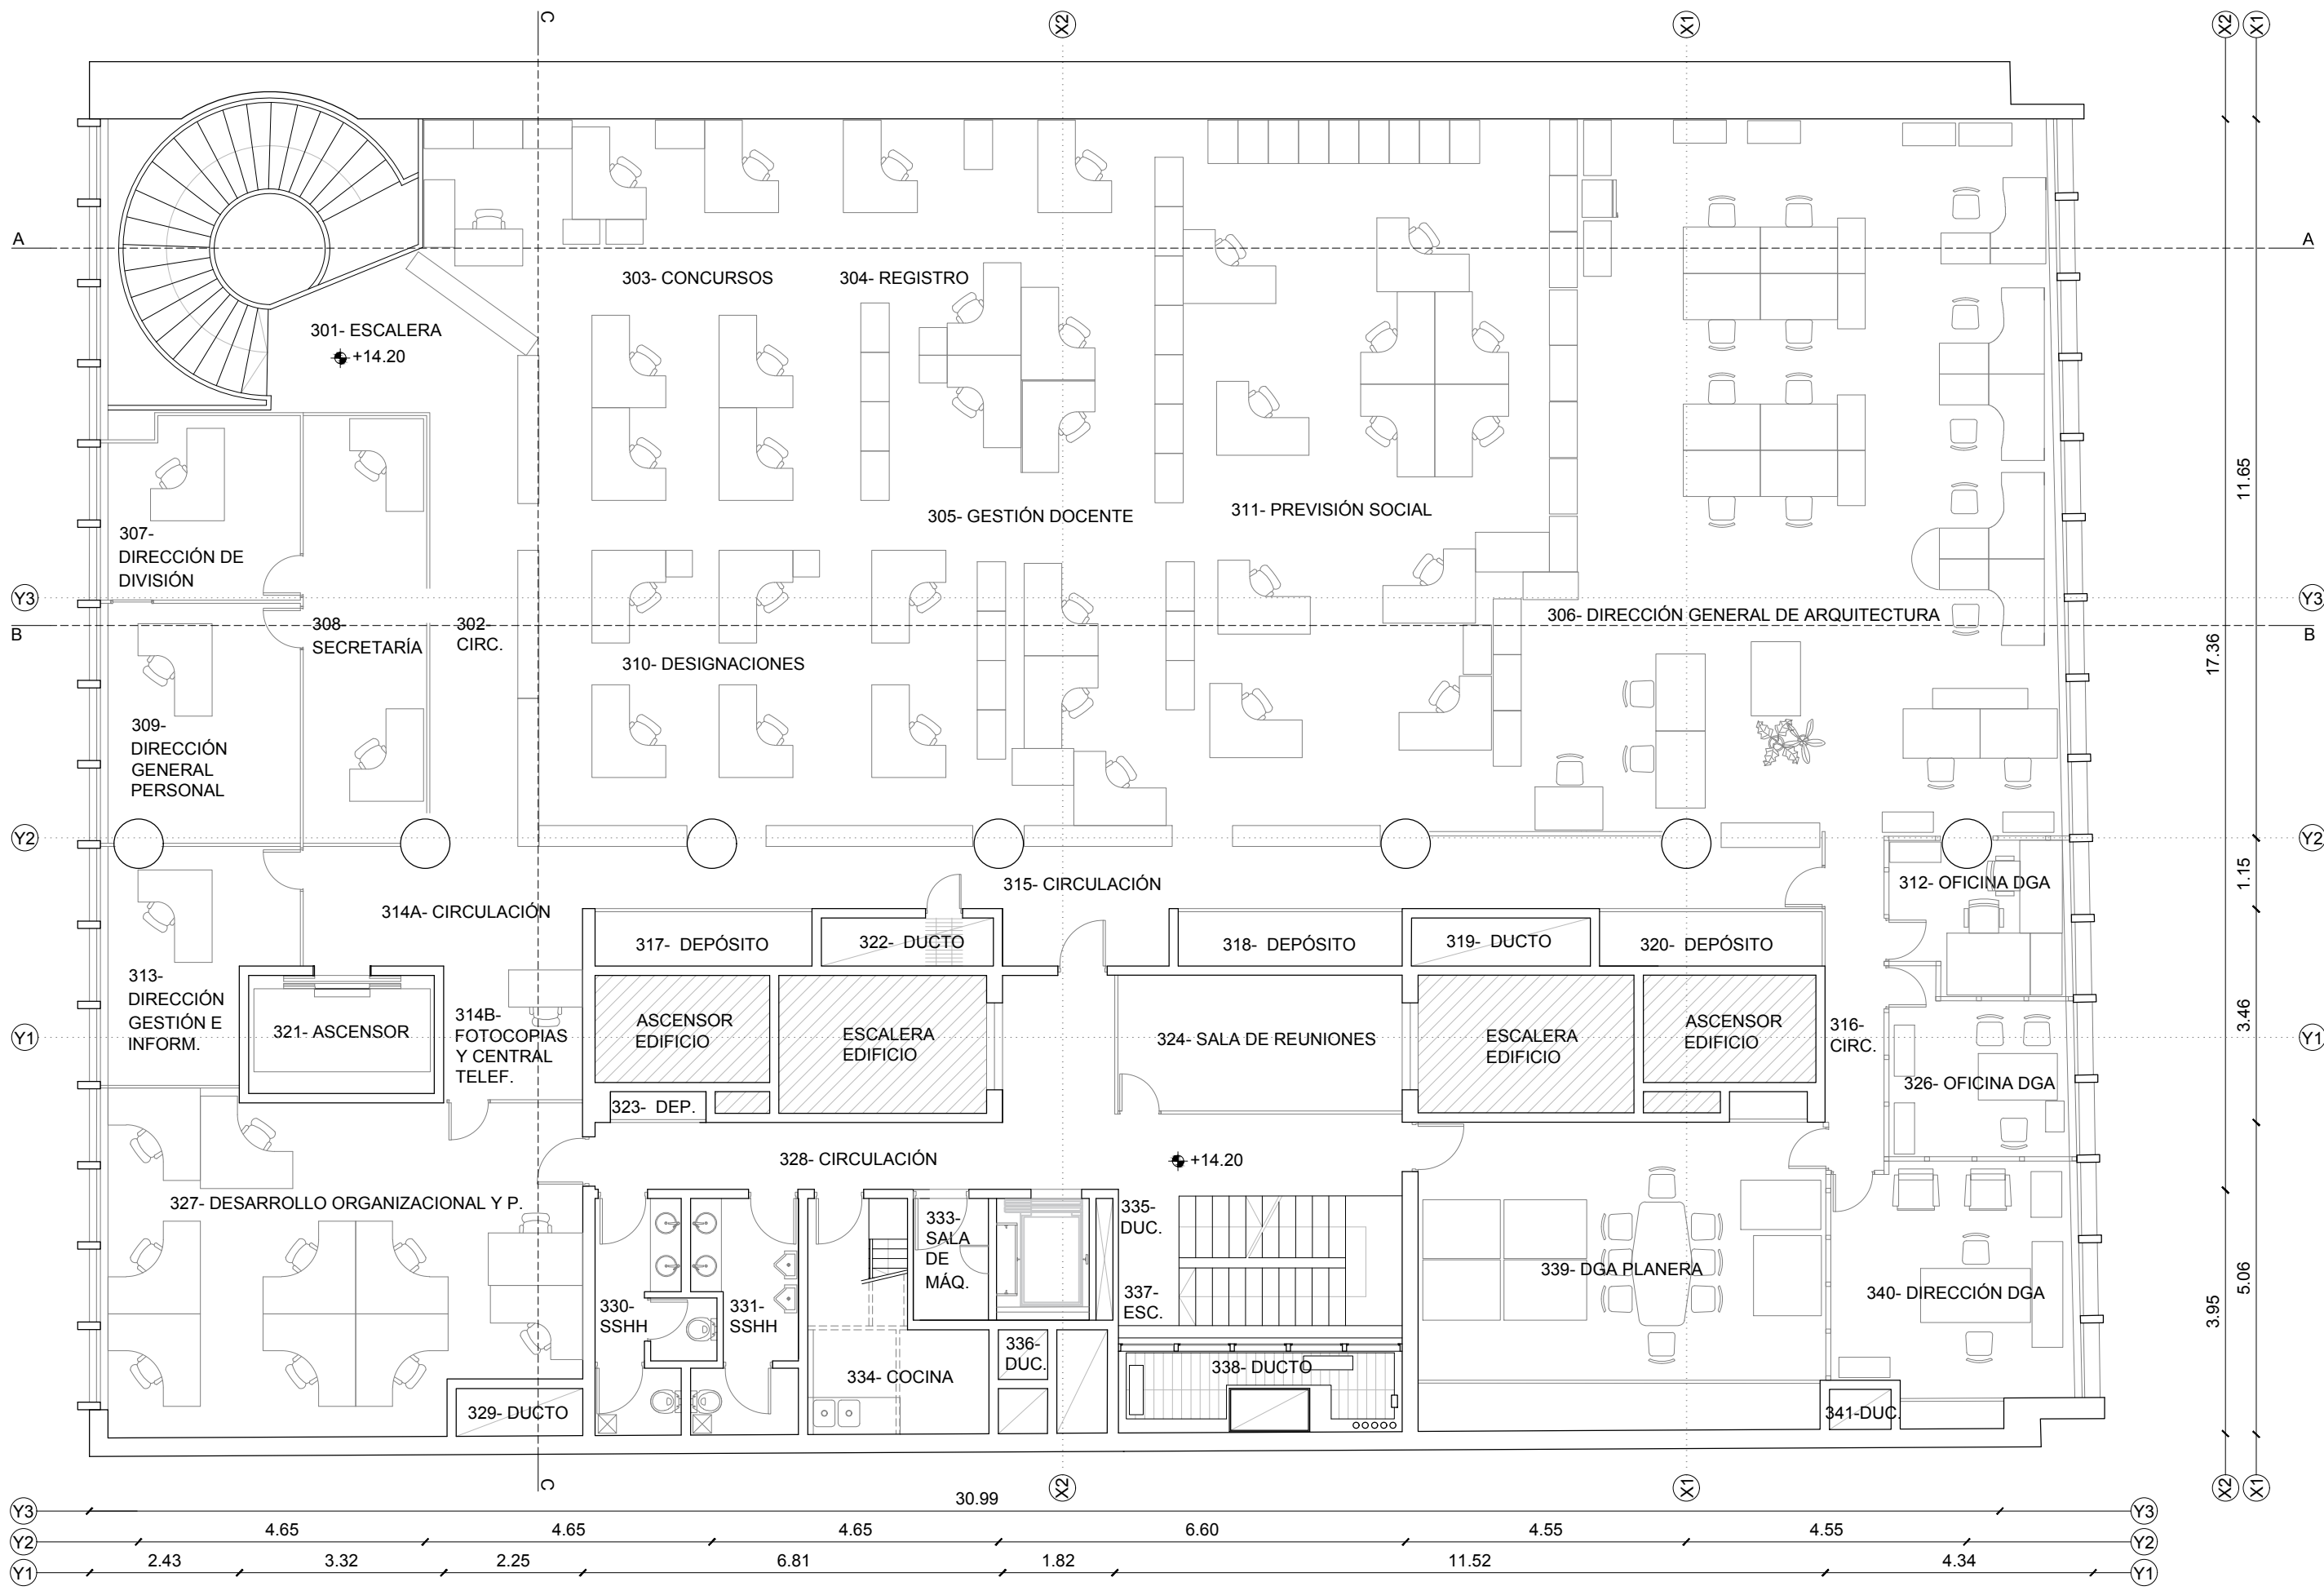 C
X2
X1
X2
X1
A
A
303- CONCURSOS
304- REGISTRO
301- ESCALERA
+14.20
11.65
305- GESTIÓN DOCENTE
311- PREVISIÓN SOCIAL
307-
DIRECCIÓN DE
DIVISIÓN
Y3
Y3
306- DIRECCIÓN GENERAL DE ARQUITECTURA
308-
SECRETARÍA
302-
CIRC.
B
B
17.36
310- DESIGNACIONES
309-
DIRECCIÓN
GENERAL
PERSONAL
Y2
Y2
1.15
315- CIRCULACIÓN
312- OFICINA DGA
314A- CIRCULACIÓN
317- DEPÓSITO
322- DUCTO
318- DEPÓSITO
319- DUCTO
320- DEPÓSITO
313-
DIRECCIÓN
GESTIÓN E
INFORM.
321- ASCENSOR
314B-
FOTOCOPIAS
Y CENTRAL
TELEF.
ASCENSOR
EDIFICIO
ESCALERA
EDIFICIO
324- SALA DE REUNIONES
ESCALERA
EDIFICIO
ASCENSOR
EDIFICIO
316-
CIRC.
3.46
Y1
Y1
326- OFICINA DGA
323- DEP.
328- CIRCULACIÓN
+14.20
327- DESARROLLO ORGANIZACIONAL Y P.
333-
SALA
DE
MÁQ.
335-
DUC.
339- DGA PLANERA
340- DIRECCIÓN DGA
5.06
3.95
330-
SSHH
331-
SSHH
337-
ESC.
336-
DUC.
338- DUCTO
334- COCINA
329- DUCTO
341-DUC.
C
X2
X1
X2
X1
Y3
30.99
Y3
Y2
4.65
4.65
4.65
6.60
4.55
4.55
Y2
Y1
2.43
3.32
2.25
6.81
1.82
11.52
4.34
Y1